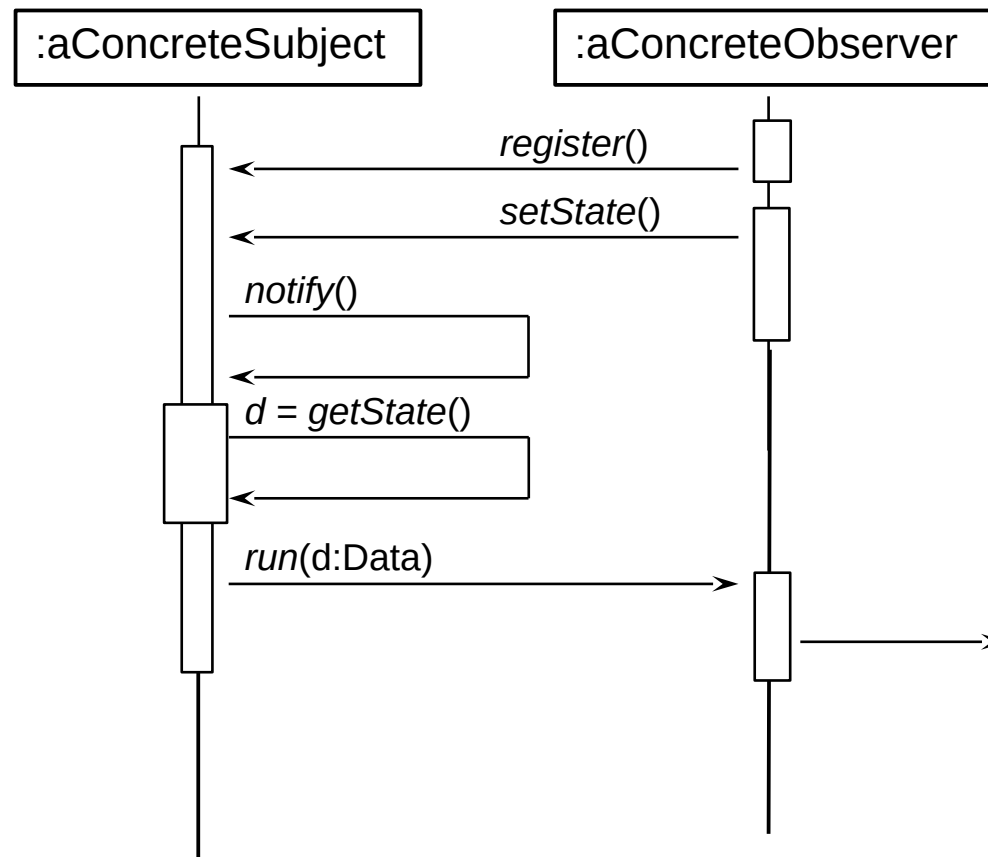 :aConcreteSubject
:aConcreteObserver
register()
setState()
notify()
d = getState()
run(d:Data)